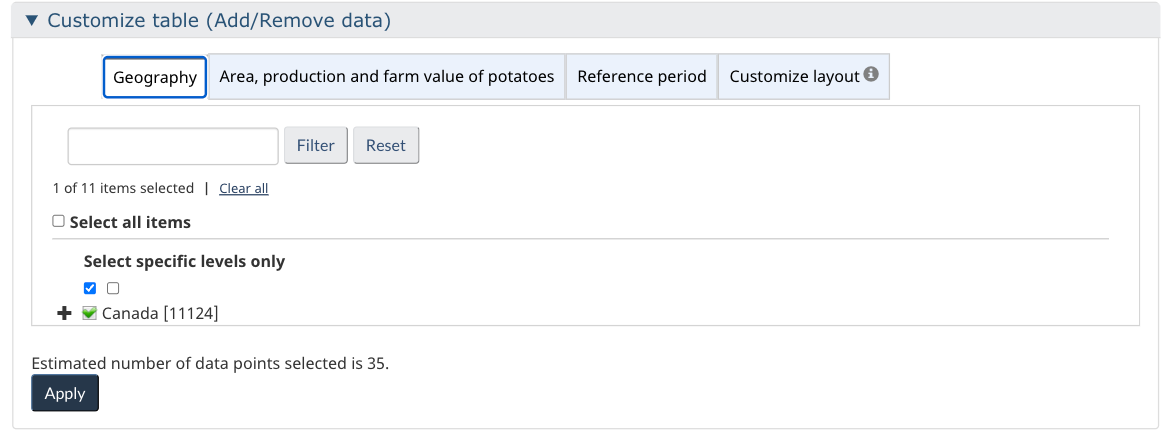 Customize table (Add/Remove data)
Geography Area, production and farm value of potatoes Reference period Customize layout
Filter Reset
1 of 11 items selected | Clear all
Select all items
Select specific levels only
Canada [11124]
Estimated number of data points selected is 35.
Apply